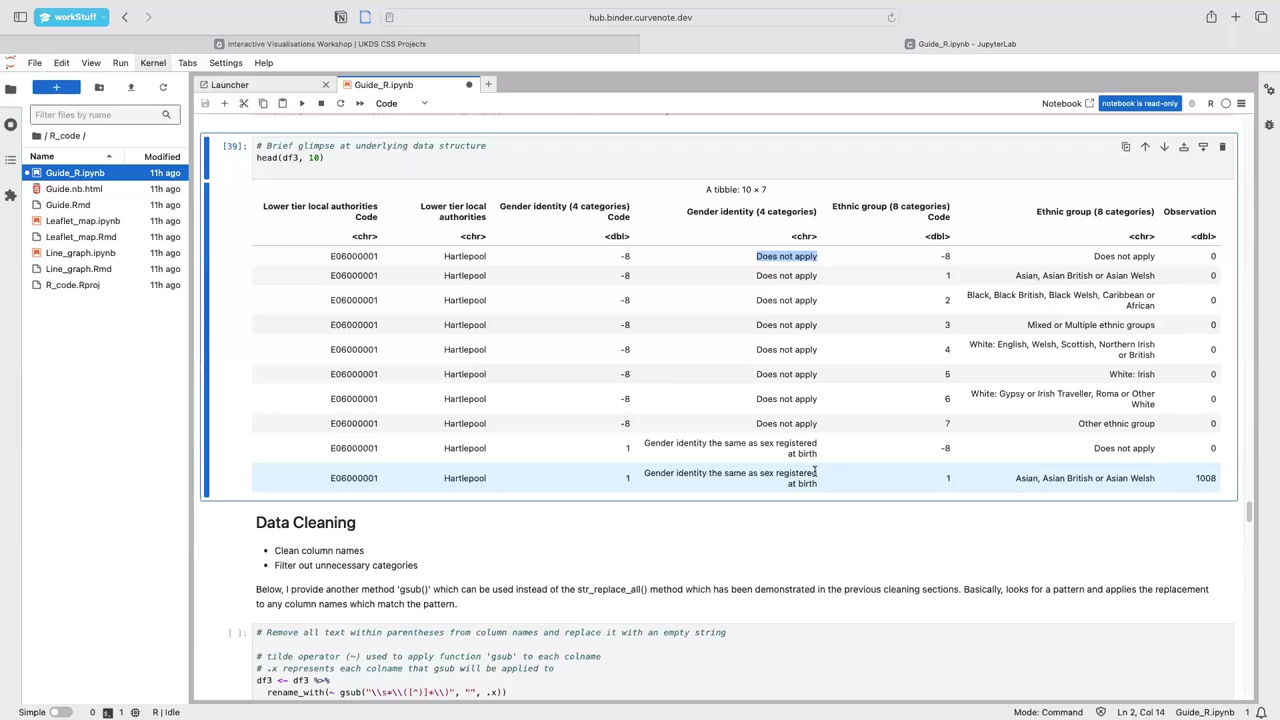 workStuff
hub.binder.curvenote.dev
Interactive Visualisations Workshop | UKDS CSS Projects
Guide_R.ipynb - JupyterLab
File Edit View Run Kernel Tabs Settings Help
Launcher
Guide_R.ipynb
Filter files by name
Code
Notebook
notebook is read-only
R
/ R_code /
Name Modified
Guide_R.ipynb 11h ago
Guide.nb.html 11h ago
Guide.Rmd 11h ago
Leaflet_map.ipynb 11h ago
Leaflet_map.Rmd 11h ago
Line_graph.ipynb 11h ago
Line_graph.Rmd 11h ago
R_code.Rproj 11h ago
[39]: # Brief glimpse at underlying data structure
head(df3, 10)
A tibble: 10 × 7
Lower tier local authorities Code Lower tier local authorities Gender identity (4 categories) Code Gender identity (4 categories) Ethnic group (8 categories) Code Ethnic group (8 categories) Observation
<chr> <chr> <dbl> <chr> <dbl> <chr> <dbl>
E06000001 Hartlepool -8 Does not apply -8 Does not apply 0
E06000001 Hartlepool -8 Does not apply 1 Asian, Asian British or Asian Welsh 0
E06000001 Hartlepool -8 Does not apply 2 Black, Black British, Black Welsh, Caribbean or African 0
E06000001 Hartlepool -8 Does not apply 3 Mixed or Multiple ethnic groups 0
E06000001 Hartlepool -8 Does not apply 4 White: English, Welsh, Scottish, Northern Irish or British 0
E06000001 Hartlepool -8 Does not apply 5 White: Irish 0
E06000001 Hartlepool -8 Does not apply 6 White: Gypsy or Irish Traveller, Roma or Other White 0
E06000001 Hartlepool -8 Does not apply 7 Other ethnic group 0
E06000001 Hartlepool 1 Gender identity the same as sex registered at birth -8 Does not apply 0
E06000001 Hartlepool 1 Gender identity the same as sex registered at birth 1 Asian, Asian British or Asian Welsh 1008
Data Cleaning
• Clean column names
• Filter out unnecessary categories
Below, I provide another method 'gsub()' which can be used instead of the str_replace_all() method which has been demonstrated in the previous cleaning sections. Basically, looks for a pattern and applies the replacement
to any column names which match the pattern.
[ ]: # Remove all text within parentheses from column names and replace it with an empty string
# tilde operator (~) used to apply function 'gsub' to each colname
# .x represents each colname that gsub will be applied to
df3 <- df3 %>%
rename_with(~ gsub("\\s*\\([^)]*\\)", "", .x))
Simple 0 1 R | Idle
Mode: Command Ln 2, Col 14 Guide_R.ipynb 1